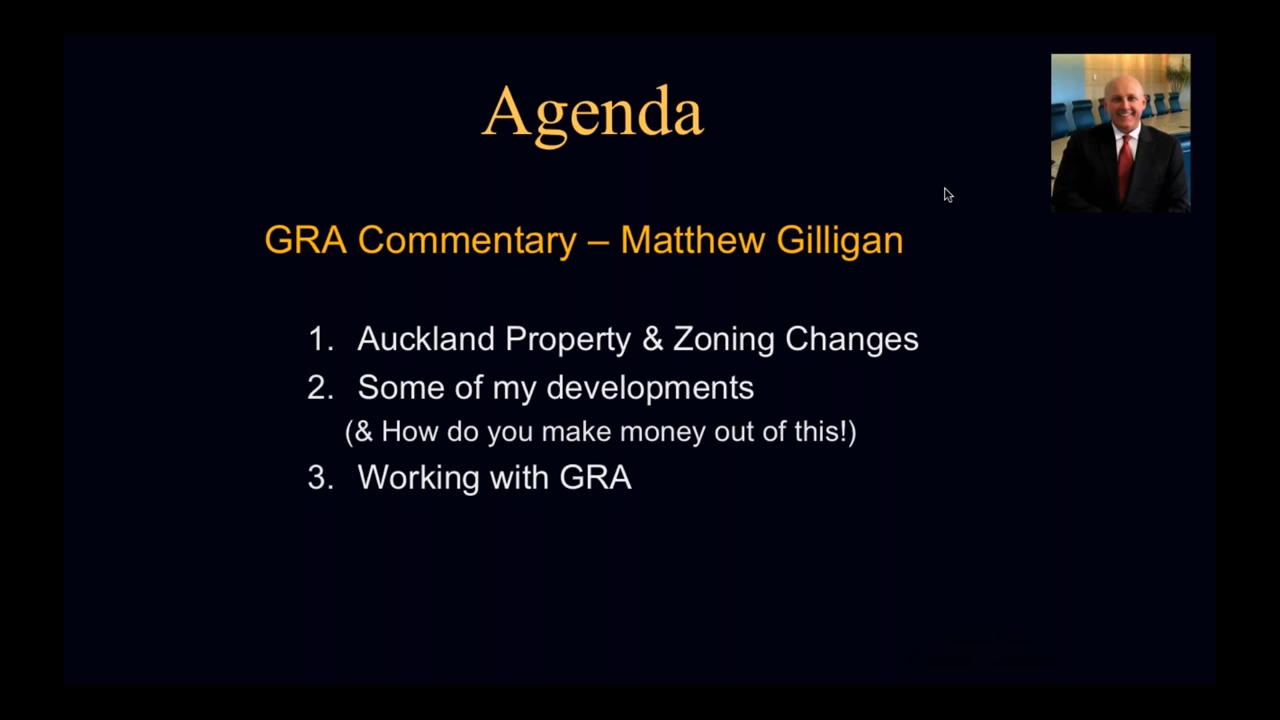 Agenda
GRA Commentary – Matthew Gilligan
1. Auckland Property & Zoning Changes
2. Some of my developments
(& How do you make money out of this!)
3. Working with GRA